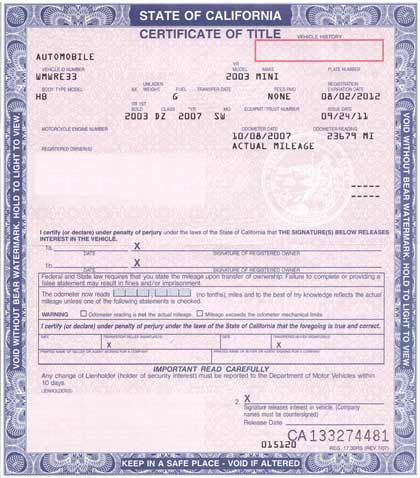 STATE OF CALIFORNIA
CERTIFICATE OF TITLE
VEHICLE HISTORY
AUTOMOBILE
VEHICLE ID NUMBER YR MODEL MAKE PLATE NUMBER
WMWRE33 2003 MINI
BODY TYPE MODEL AX UNLADEN WEIGHT FUEL TRANSFER DATE FEES PAID REGISTRATION EXPIRATION DATE
HB G NONE 08/02/2012
YR 1ST SOLD CLASS YR MO EQUIPMT/TRUST NUMBER ISSUE DATE
2003 DZ 2007 SW 09/24/11
MOTORCYCLE ENGINE NUMBER ODOMETER DATE ODOMETER READING
10/08/2007 23679 MI
ACTUAL MILEAGE
REGISTERED OWNER(S)
I certify (or declare) under penalty of perjury under the laws of the State of California that THE SIGNATURE(S) BELOW RELEASES
INTEREST IN THE VEHICLE.
1a. X
DATE SIGNATURE OF REGISTERED OWNER
1b. X
DATE SIGNATURE OF REGISTERED OWNER
Federal and State law requires that you state the mileage upon transfer of ownership. Failure to complete or providing a
false statement may result in fines and/or imprisonment.
The odometer now reads (no tenths), miles and to the best of my knowledge reflects the actual
mileage unless one of the following statements is checked.
WARNING Odometer reading is not the actual mileage. Mileage exceeds the odometer mechanical limits.
I certify (or declare) under penalty of perjury under the laws of the State of California that the foregoing is true and correct.
DATE TRANSFEROR/SELLER SIGNATURE(S) DATE TRANSFEREE/BUYER SIGNATURE(S)
X X
PRINTED NAME OF AGENT SIGNING FOR A COMPANY PRINTED NAME OF AGENT SIGNING FOR A COMPANY
IMPORTANT READ CAREFULLY
Any change of Lienholder (holder of security interest) must be reported to the Department of Motor Vehicles within
10 days.
LIENHOLDER(S)
2 X
Signature releases interest in vehicle. (Company
names must be countersigned)
Release Date
CA133274481
015120 REG. 17.30RS (REV. 7/07)
KEEP IN A SAFE PLACE - VOID IF ALTERED
VOID WITHOUT BEAR WATERMARK. HOLD TO LIGHT TO VIEW.
VOID WITHOUT BEAR WATERMARK. HOLD TO LIGHT TO VIEW.